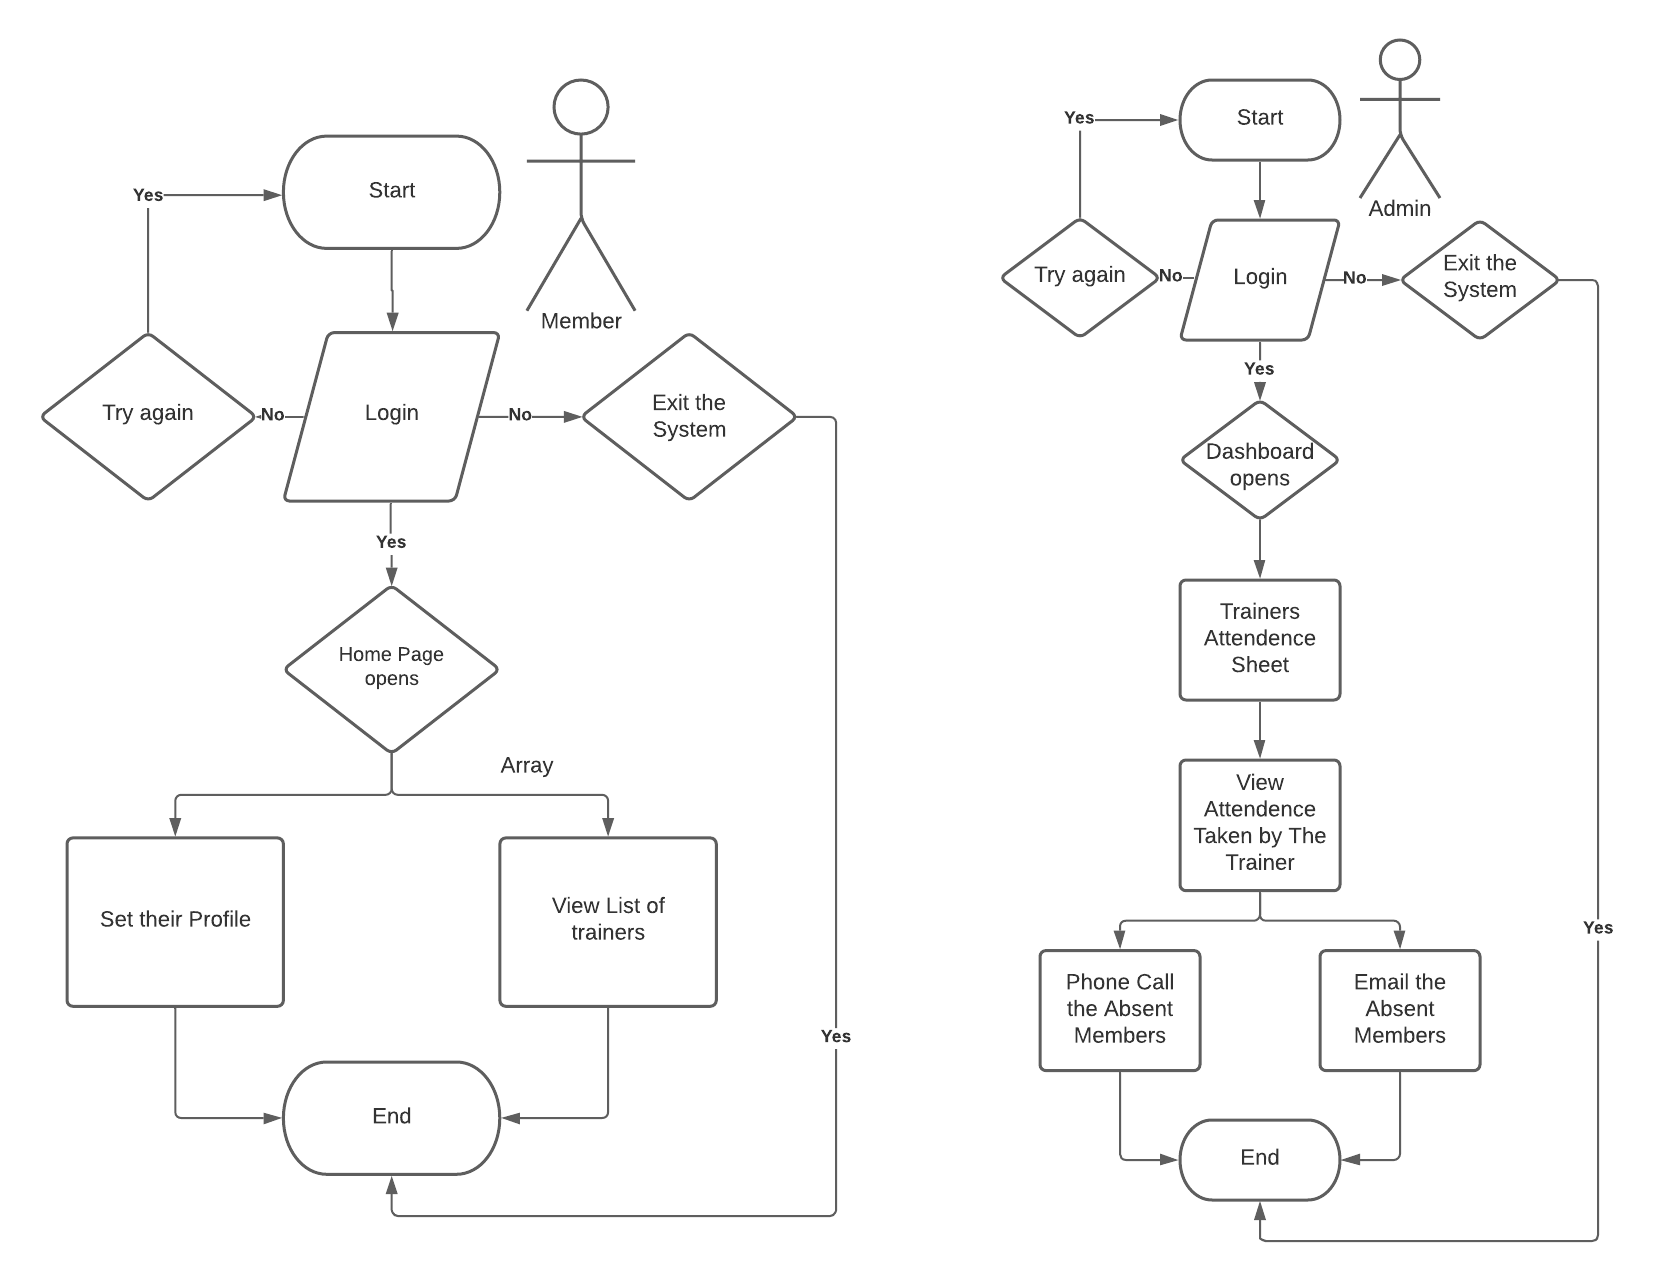 Yes
Start
Member
Try again
No
Login
No
Exit the
System
Yes
Home Page
opens
Array
Set their Profile
View List of
trainers
Yes
End
Yes
Start
Admin
Try again
No
Login
No
Exit the
System
Yes
Dashboard
opens
Trainers
Attendence
Sheet
View
Attendence
Taken by The
Trainer
Yes
Phone Call
the Absent
Members
Email the
Absent
Members
End